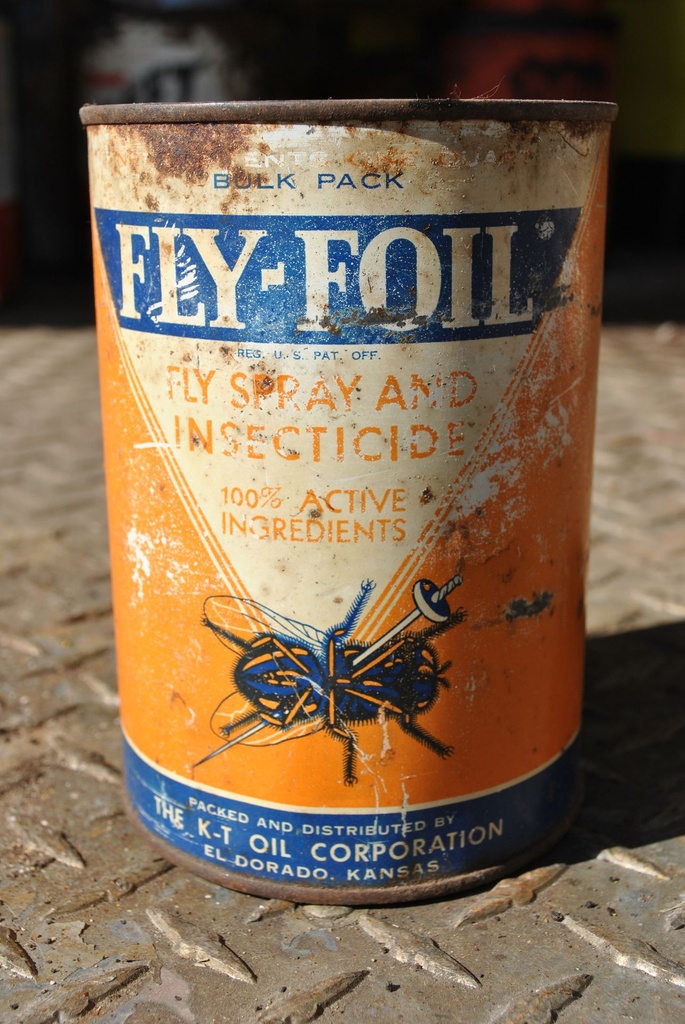 BULK PACK
FLY-FOIL
REG. U. S. PAT. OFF.
FLY SPRAY AND
INSECTICIDE
100% ACTIVE
INGREDIENTS
PACKED AND DISTRIBUTED BY
THE K-T OIL CORPORATION
EL DORADO, KANSAS